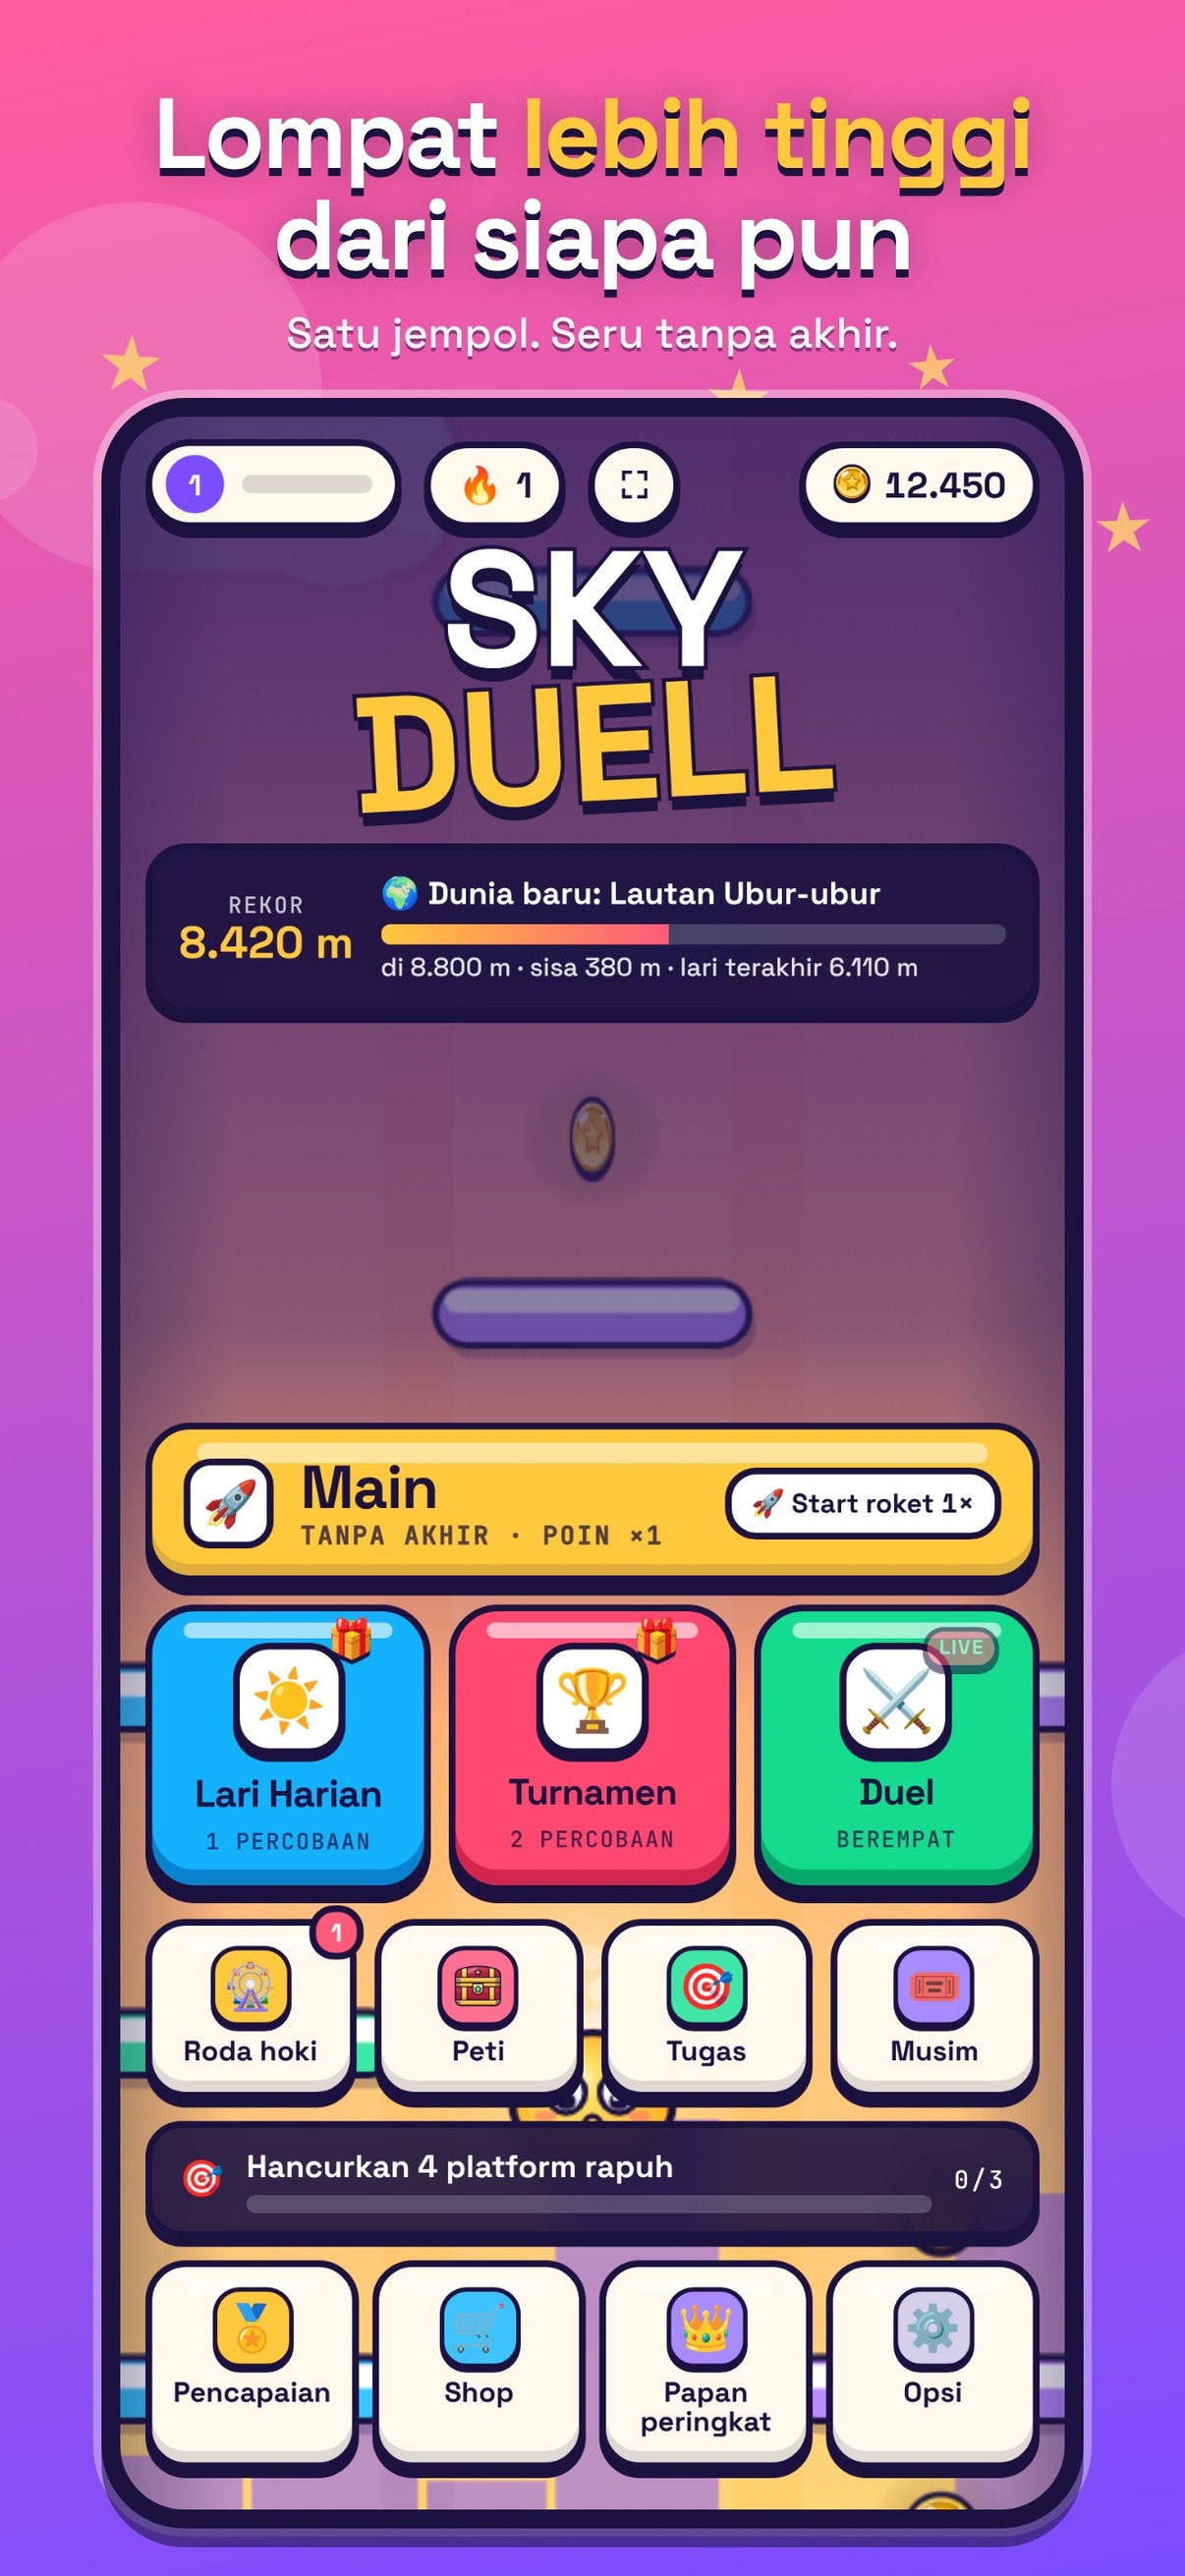 Lompat lebih tinggi
dari siapa pun
Satu jempol. Seru tanpa akhir.
1
1
12.450
SKY
DUELL
REKOR
8.420 m
Dunia baru: Lautan Ubur-ubur
di 8.800 m · sisa 380 m · lari terakhir 6.110 m
Main
TANPA AKHIR · POIN ×1
Start roket 1×
Lari Harian
1 PERCOBAAN
Turnamen
2 PERCOBAAN
LIVE
Duel
BEREMPAT
1
Roda hoki
Peti
Tugas
Musim
Hancurkan 4 platform rapuh
0/3
Pencapaian
Shop
Papan
peringkat
Opsi